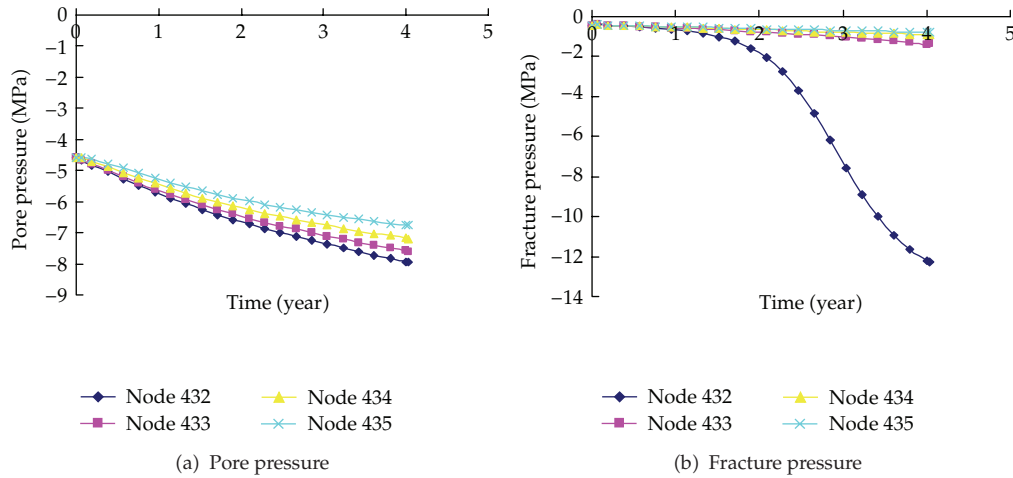 0 1 2 3 4 5
0
−1
−2
−3
−4
−5
−6
−7
−8
−9
Pore pressure (MPa)
Time (year)
Node 432
Node 434
Node 433
Node 435
(a) Pore pressure
0 1 2 3 4 5
0
−2
−4
−6
−8
−10
−12
−14
Fracture pressure (MPa)
Time (year)
Node 432
Node 434
Node 433
Node 435
(b) Fracture pressure